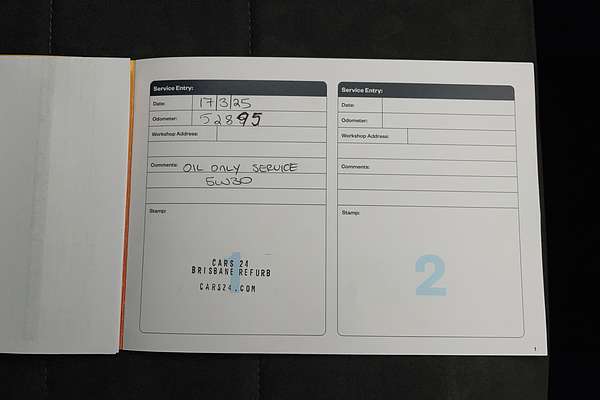 Service Entry:
Date: 17/3/25
Odometer: 52895
Workshop Address:
Comments: OIL ONLY SERVICE
5W30
Stamp:
1
CARS 24
BRISBANE REFURB
CARS24.COM
Service Entry:
Date:
Odometer:
Workshop Address:
Comments:
Stamp:
2
1